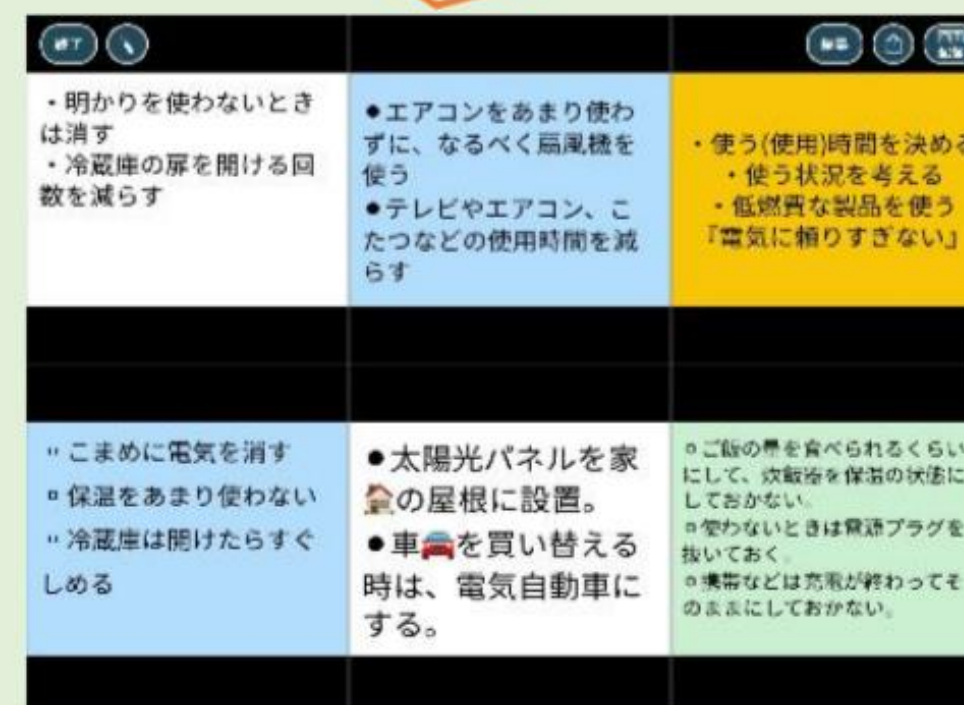 終了
・明かりを使わないとき
は消す
・冷蔵庫の扉を開ける回
数を減らす
●エアコンをあまり使わ
ずに、なるべく扇風機を
使う
●テレビやエアコン、こ
たつなどの使用時間を減
らす
・使う(使用)時間を決める
・使う状況を考える
・低燃費な製品を使う
『電気に頼りすぎない』
▫こまめに電気を消す
▫保温をあまり使わない
▫冷蔵庫は開けたらすぐ
しめる
●太陽光パネルを家
🏠の屋根に設置。
●車🚘を買い替える
時は、電気自動車に
する。
▫ご飯の量を食べられるくらい
にして、炊飯器を保温の状態に
しておかない。
▫使わないときは電源プラグを
抜いておく。
▫携帯などは充電が終わってそ
のままにしておかない。